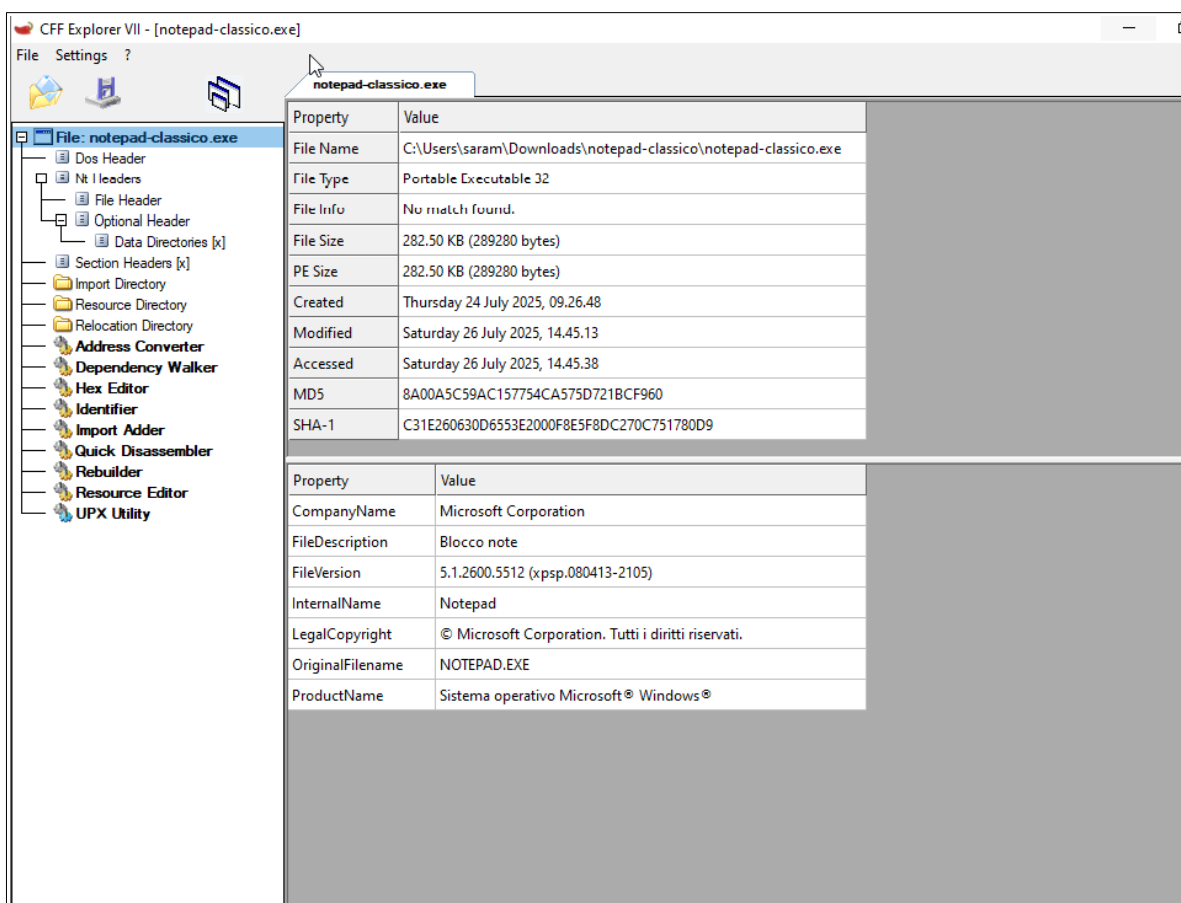 CFF Explorer VII - [notepad-classico.exe]
File Settings ?
notepad-classico.exe
File: notepad-classico.exe
Dos Header
Nt Headers
File Header
Optional Header
Data Directories [x]
Section Headers [x]
Import Directory
Resource Directory
Relocation Directory
Address Converter
Dependency Walker
Hex Editor
Identifier
Import Adder
Quick Disassembler
Rebuilder
Resource Editor
UPX Utility
Property Value
File Name C:\Users\saram\Downloads\notepad-classico\notepad-classico.exe
File Type Portable Executable 32
File Info No match found.
File Size 282.50 KB (289280 bytes)
PE Size 282.50 KB (289280 bytes)
Created Thursday 24 July 2025, 09.26.48
Modified Saturday 26 July 2025, 14.45.13
Accessed Saturday 26 July 2025, 14.45.38
MD5 8A00A5C59AC157754CA575D721BCF960
SHA-1 C31E260630D6553E2000F8E5F8DC270C751780D9
Property Value
CompanyName Microsoft Corporation
FileDescription Blocco note
FileVersion 5.1.2600.5512 (xpsp.080413-2105)
InternalName Notepad
LegalCopyright © Microsoft Corporation. Tutti i diritti riservati.
OriginalFilename NOTEPAD.EXE
ProductName Sistema operativo Microsoft® Windows®